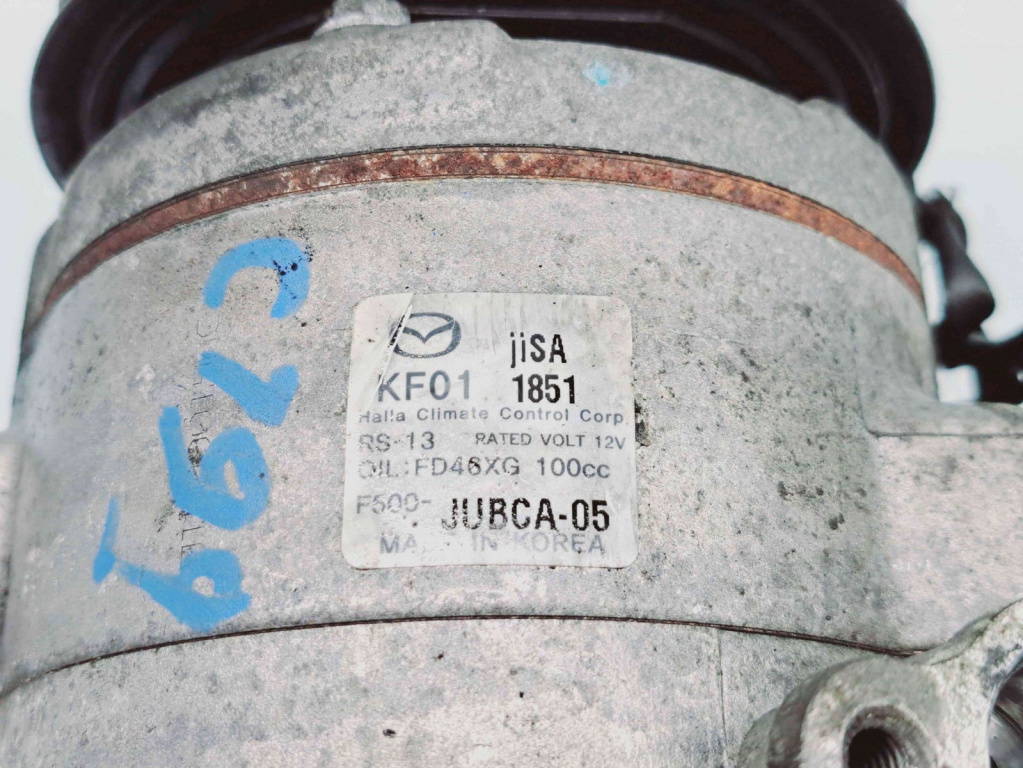 jiSA
KF01 1851
Halla Climate Control Corp
RS-13 RATED VOLT 12V
OIL:FD46XG 100cc
F500-JUBCA-05
MADE IN KOREA